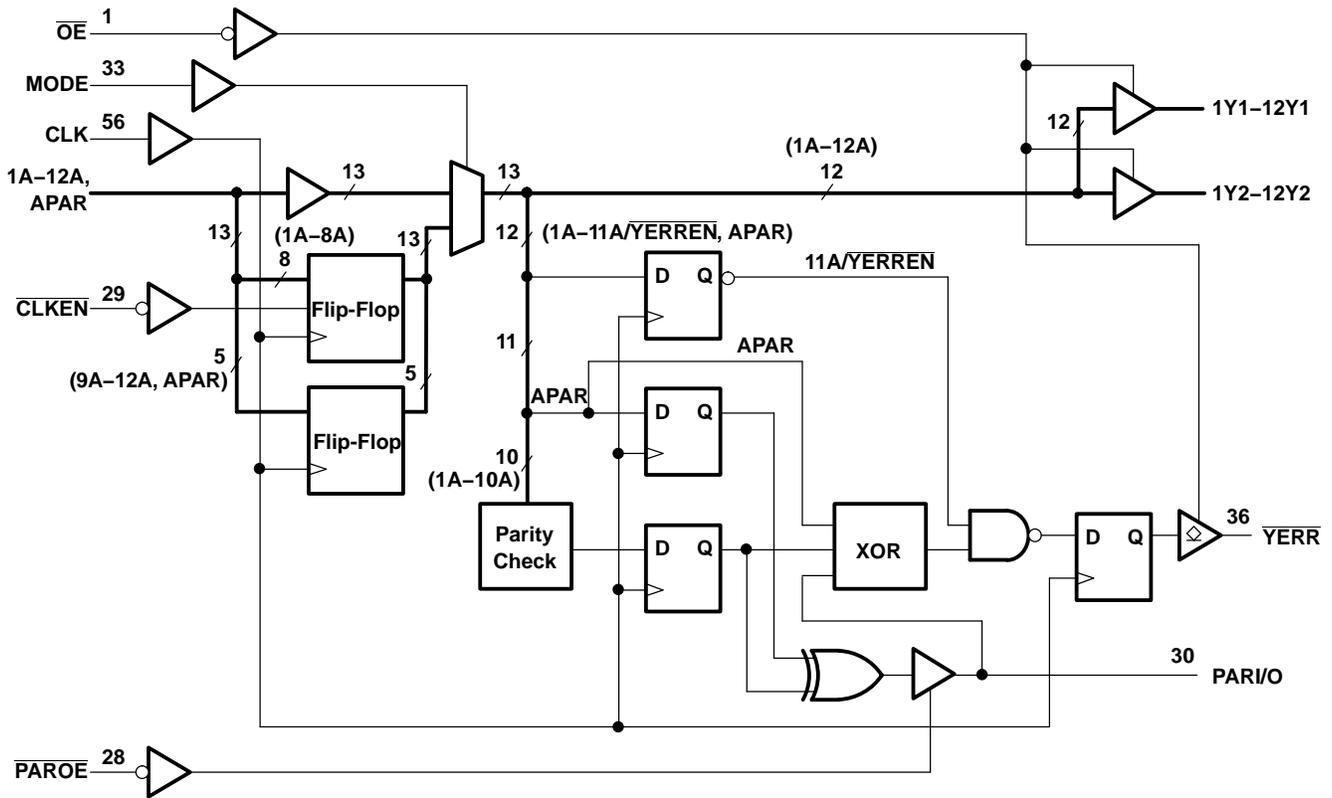 OE 1
MODE 33
CLK 56
1A–12A,
APAR
13
13
(1A–12A)
12
12
1Y1–12Y1
1Y2–12Y2
13
(1A–8A)
8
13
12
(1A–11A/YERREN, APAR)
CLKEN 29
Flip-Flop
D Q
11A/YERREN
11
5
(9A–12A, APAR)
5
APAR
APAR
Flip-Flop
D Q
10
(1A–10A)
Parity
Check
D Q
XOR
D Q
36
YERR
30
PARI/O
PAROE 28